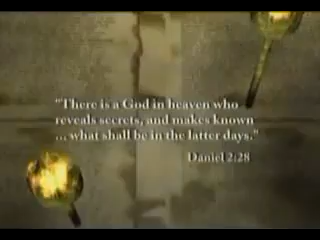 "There is a God in heaven who
reveals secrets, and makes known
... what shall be in the latter days."
Daniel 2:28